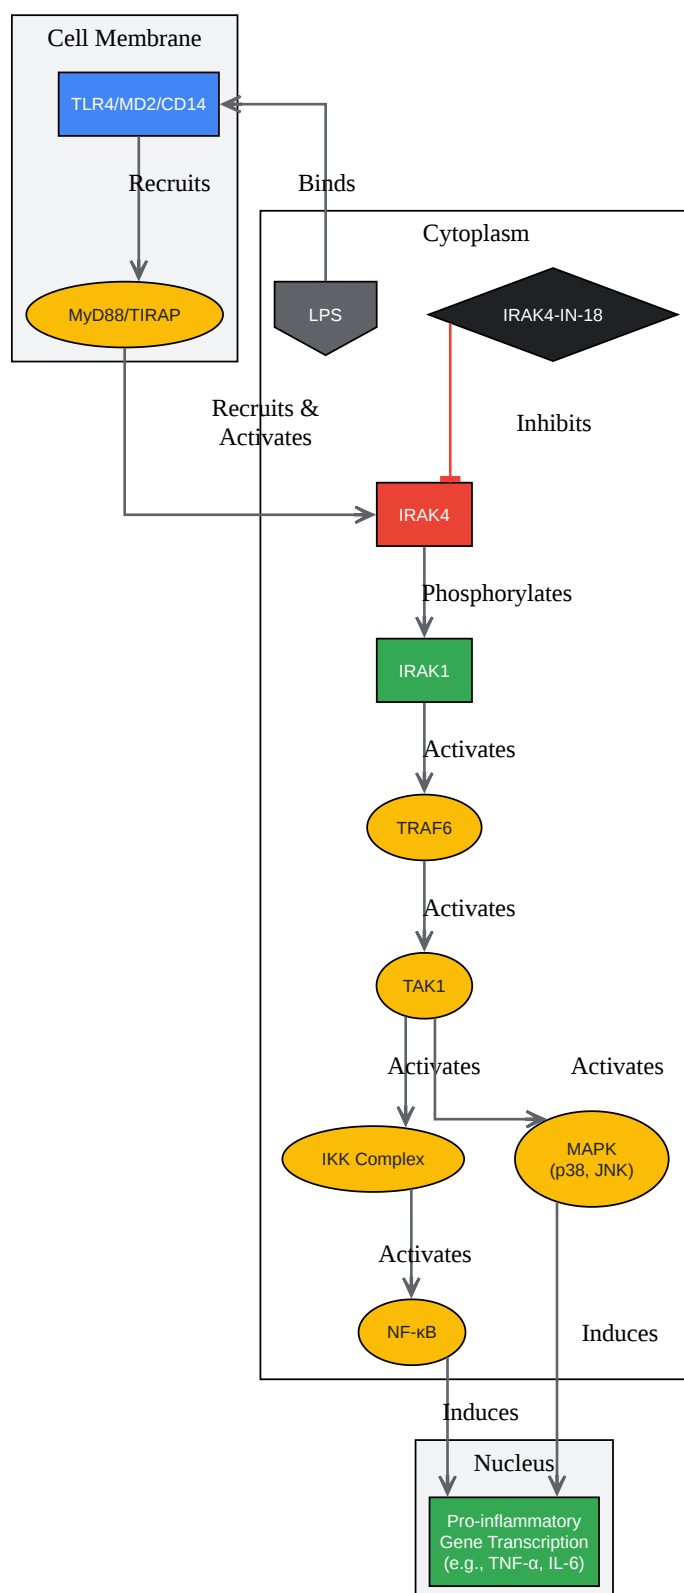 Cell Membrane
TLR4/MD2/CD14
Recruits
Binds
Cytoplasm
MyD88/TIRAP
LPS
IRAK4-IN-18
Recruits &
Activates
Inhibits
IRAK4
Phosphorylates
IRAK1
Activates
TRAF6
Activates
TAK1
Activates
Activates
IKK Complex
MAPK
(p38, JNK)
Activates
NF-κB
Induces
Induces
Nucleus
Pro-inflammatory
Gene Transcription
(e.g., TNF-α, IL-6)